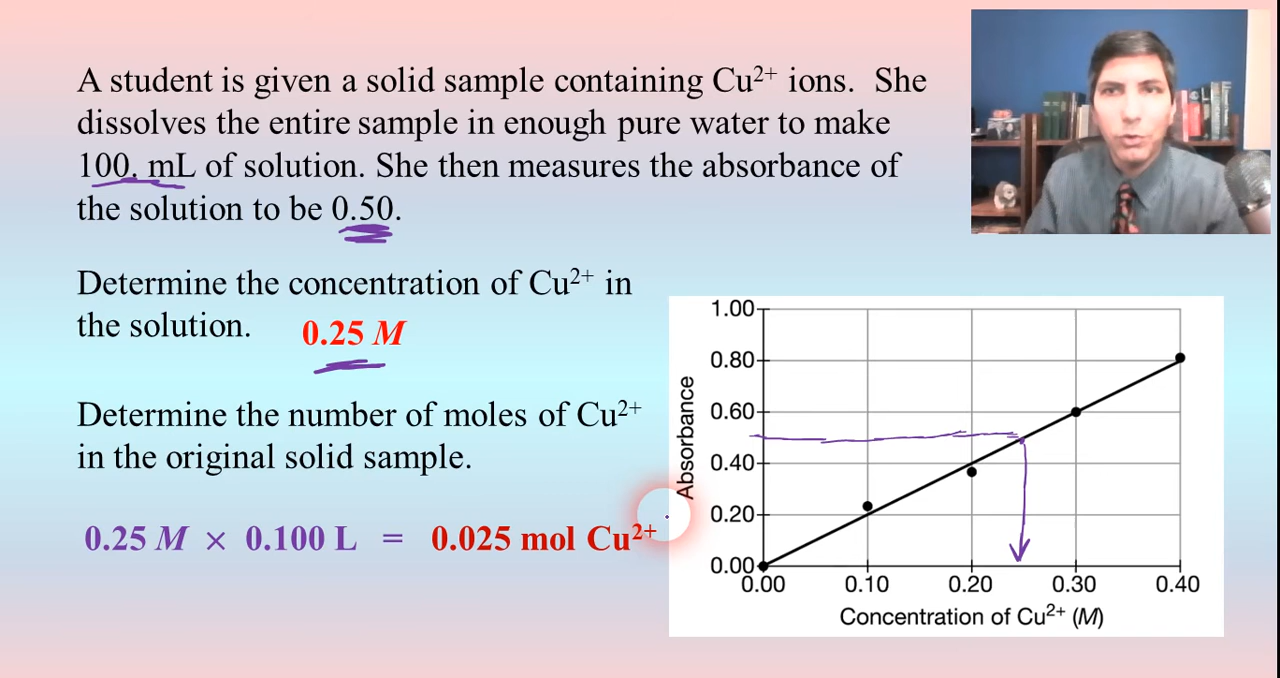 A student is given a solid sample containing Cu²⁺ ions. She
dissolves the entire sample in enough pure water to make
100. mL of solution. She then measures the absorbance of
the solution to be 0.50.
Determine the concentration of Cu²⁺ in
the solution. 0.25 M
Determine the number of moles of Cu²⁺
in the original solid sample.
0.25 M × 0.100 L = 0.025 mol Cu²⁺
Absorbance
1.00
0.80
0.60
0.40
0.20
0.00
0.00 0.10 0.20 0.30 0.40
Concentration of Cu²⁺ (M)